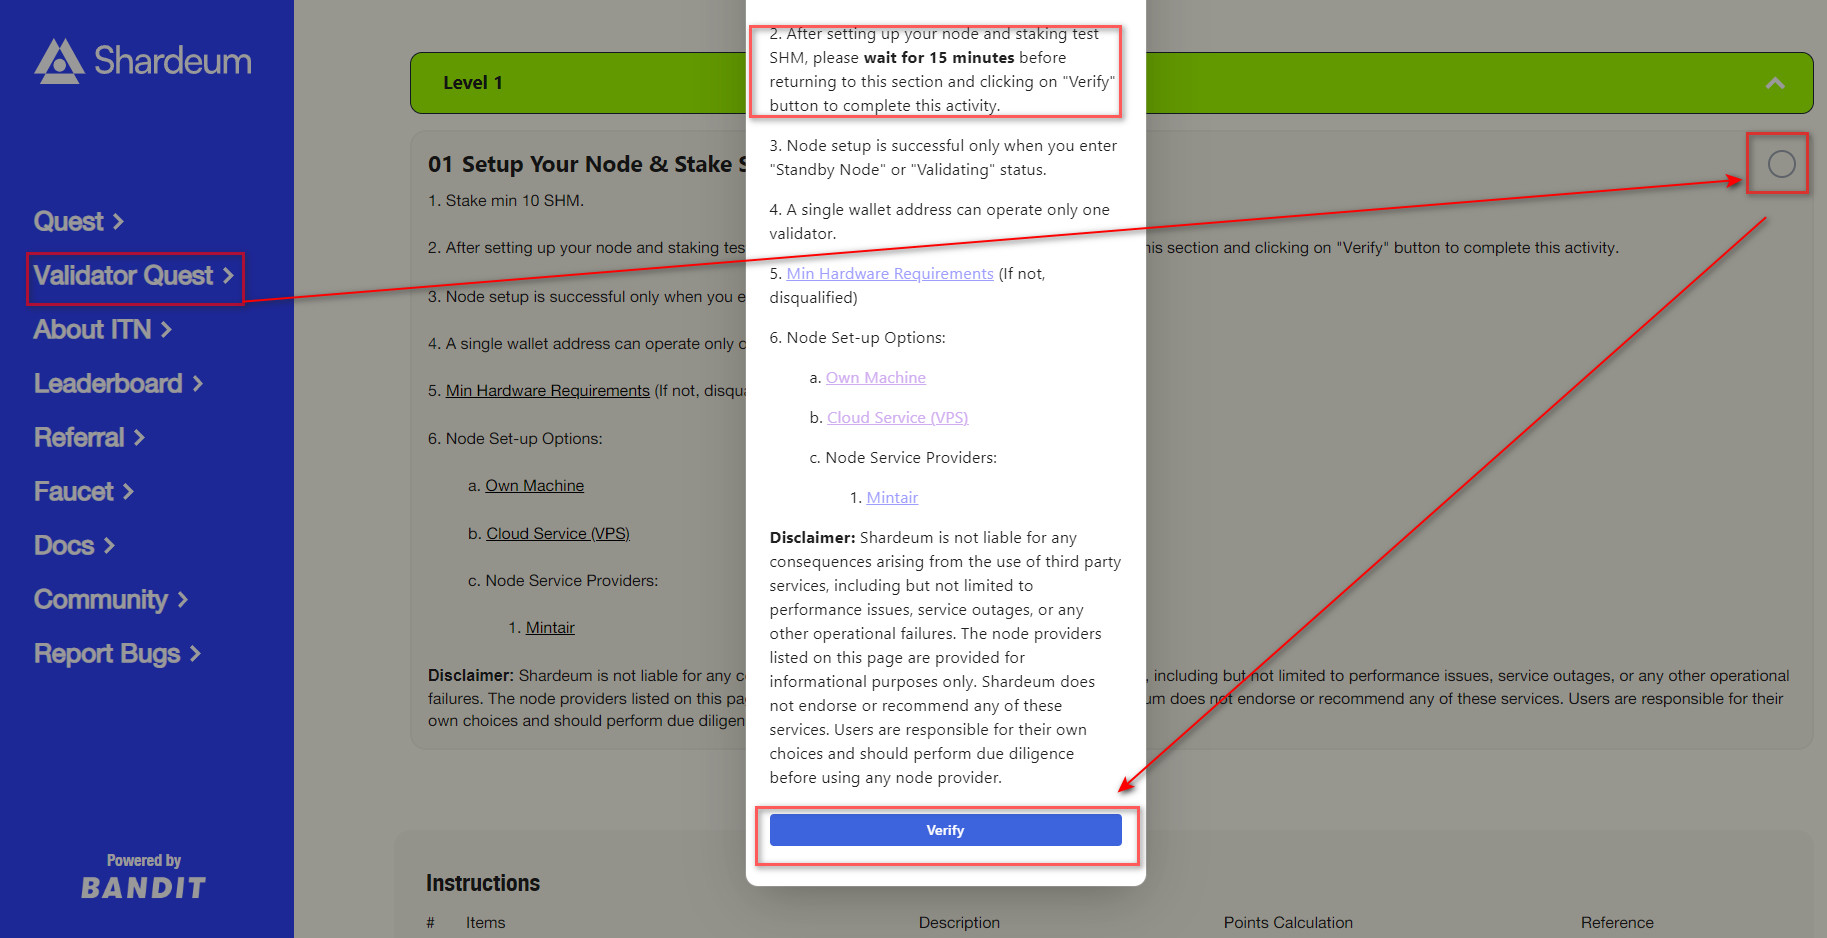 Shardeum
Quest
Validator Quest
About ITN
Leaderboard
Referral
Faucet
Docs
Community
Report Bugs
Powered by
BANDIT
Level 1
01 Setup Your Node & Stake S
1. Stake min 10 SHM.
2. After setting up your node and staking tes
is section and clicking on "Verify" button to complete this activity.
3. Node setup is successful only when you e
4. A single wallet address can operate only o
5. Min Hardware Requirements (If not, disqua
6. Node Set-up Options:
a. Own Machine
b. Cloud Service (VPS)
c. Node Service Providers:
1. Mintair
Disclaimer: Shardeum is not liable for any c
, including but not limited to performance issues, service outages, or any other operational
failures. The node providers listed on this pa
um does not endorse or recommend any of these services. Users are responsible for their
own choices and should perform due diligen
2. After setting up your node and staking test
SHM, please wait for 15 minutes before
returning to this section and clicking on "Verify"
button to complete this activity.
3. Node setup is successful only when you enter
"Standby Node" or "Validating" status.
4. A single wallet address can operate only one
validator.
5. Min Hardware Requirements (If not,
disqualified)
6. Node Set-up Options:
a. Own Machine
b. Cloud Service (VPS)
c. Node Service Providers:
1. Mintair
Disclaimer: Shardeum is not liable for any
consequences arising from the use of third party
services, including but not limited to
performance issues, service outages, or any
other operational failures. The node providers
listed on this page are provided for
informational purposes only. Shardeum does
not endorse or recommend any of these
services. Users are responsible for their own
choices and should perform due diligence
before using any node provider.
Verify
Instructions
# Items Description Points Calculation Reference